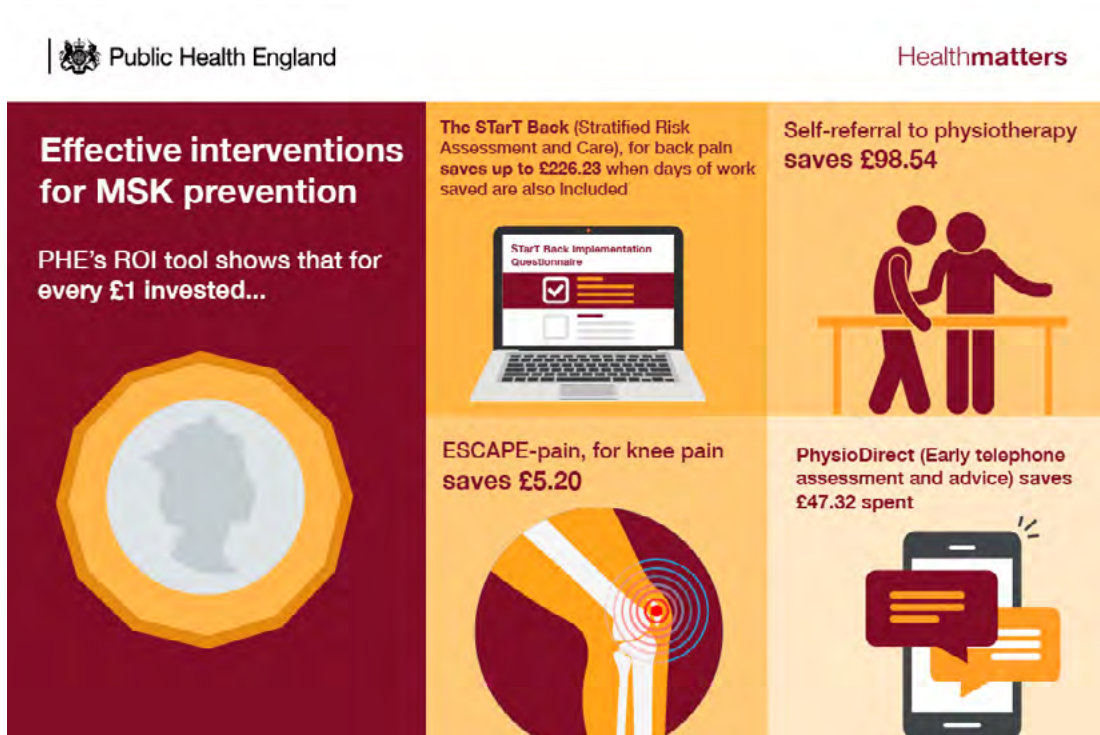 Public Health England
Healthmatters
Effective interventions
for MSK prevention
PHE's ROI tool shows that for
every £1 invested...
The STarT Back (Stratified Risk
Assessment and Care), for back pain
saves up to £226.23 when days of work
saved are also included
STarT Back Implementation
Questionnaire
Self-referral to physiotherapy
saves £98.54
ESCAPE-pain, for knee pain
saves £5.20
PhysioDirect (Early telephone
assessment and advice) saves
£47.32 spent